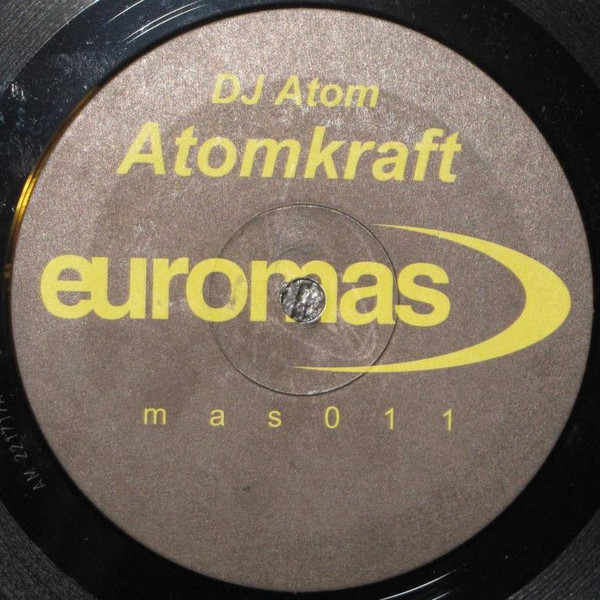 DJ Atom
Atomkraft
euromas
mas011